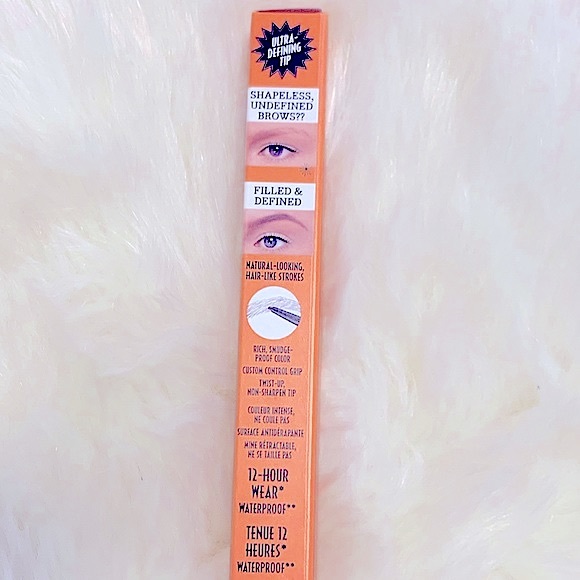 ULTRA-
DEFINING
TIP
SHAPELESS,
UNDEFINED
BROWS??
FILLED &
DEFINED
NATURAL-LOOKING,
HAIR-LIKE STROKES
RICH, SMUDGE-
PROOF COLOR
CUSTOM CONTROL GRIP
TWIST-UP,
NON-SHARPEN TIP
COULEUR INTENSE,
NE COULE PAS
SURFACE ANTIDÉRAPANTE
MINE RÉTRACTABLE,
NE SE TAILLE PAS
12-HOUR
WEAR*
WATERPROOF**
TENUE 12
HEURES*
WATERPROOF**